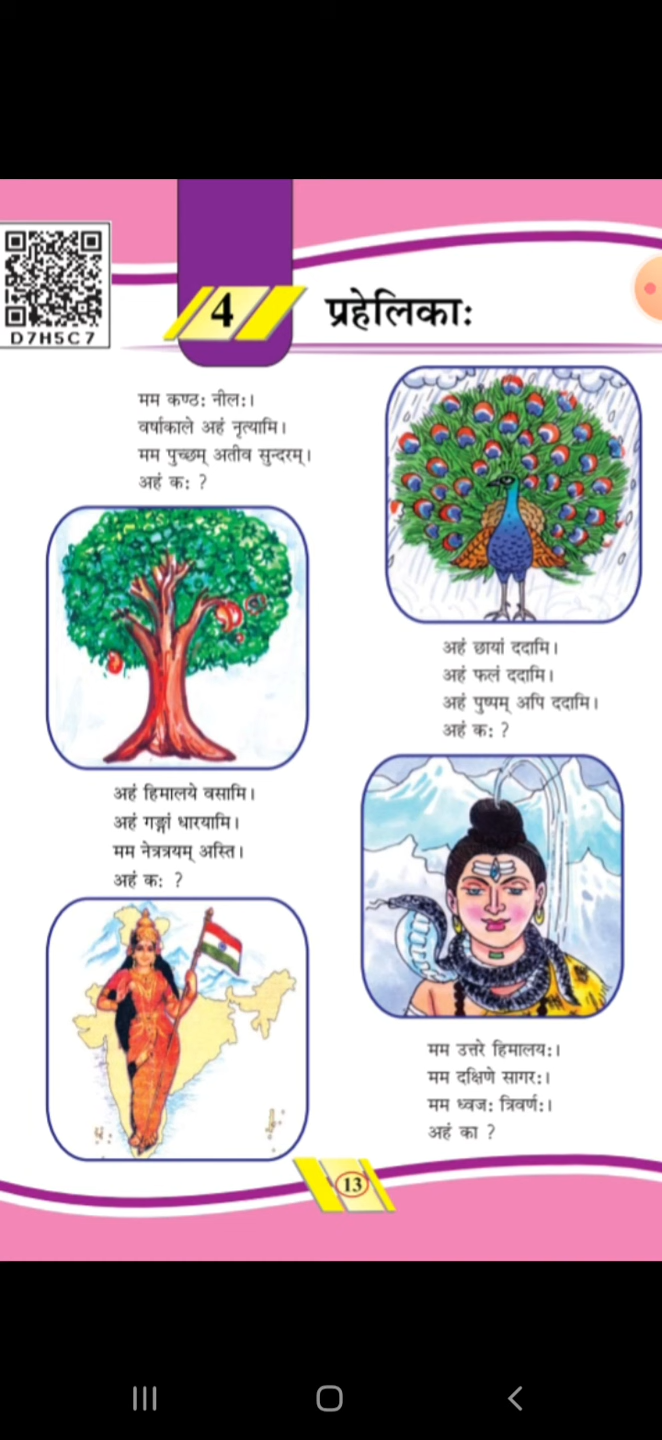 D7H5C7
4
प्रहेलिकाः
मम कण्ठः नीलः।
वर्षाकाले अहं नृत्यामि।
मम पुच्छम् अतीव सुन्दरम्।
अहं कः ?
अहं छायां ददामि।
अहं फलं ददामि।
अहं पुष्पम् अपि ददामि।
अहं कः ?
अहं हिमालये वसामि।
अहं गङ्गां धारयामि।
मम नेत्रत्रयम् अस्ति।
अहं कः ?
मम उत्तरे हिमालयः।
मम दक्षिणे सागरः।
मम ध्वजः त्रिवर्णः।
अहं का ?
13